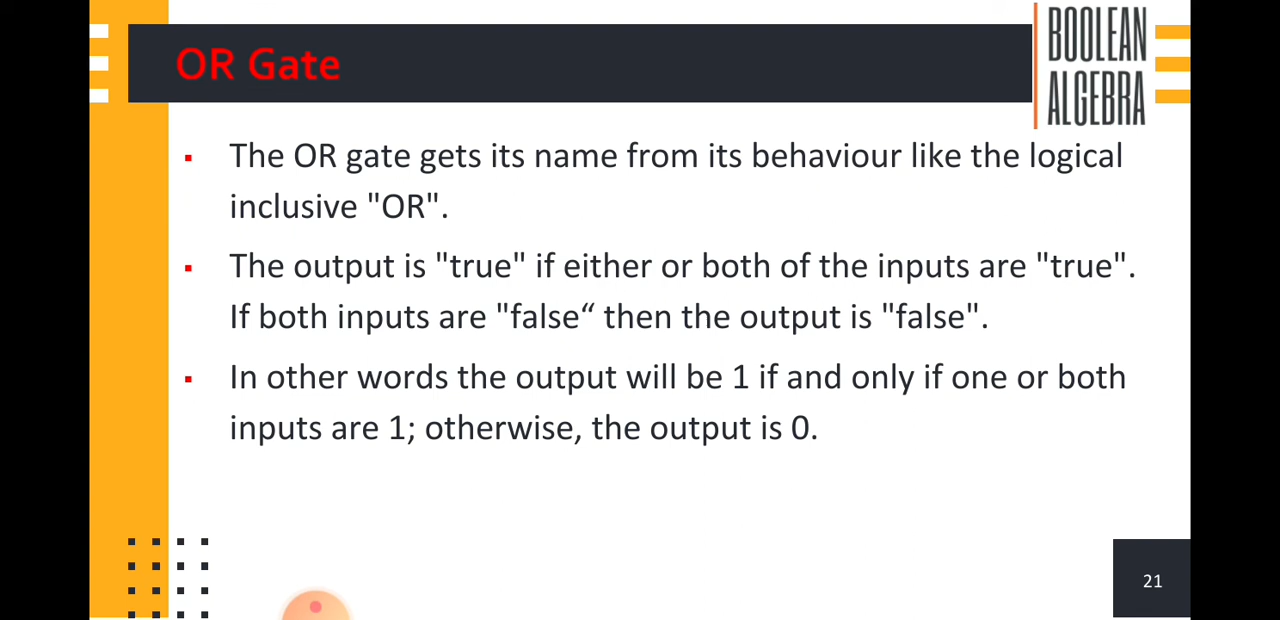 OR Gate
BOOLEAN
ALGEBRA
▪ The OR gate gets its name from its behaviour like the logical
inclusive "OR".
▪ The output is "true" if either or both of the inputs are "true".
If both inputs are "false“ then the output is "false".
▪ In other words the output will be 1 if and only if one or both
inputs are 1; otherwise, the output is 0.
21